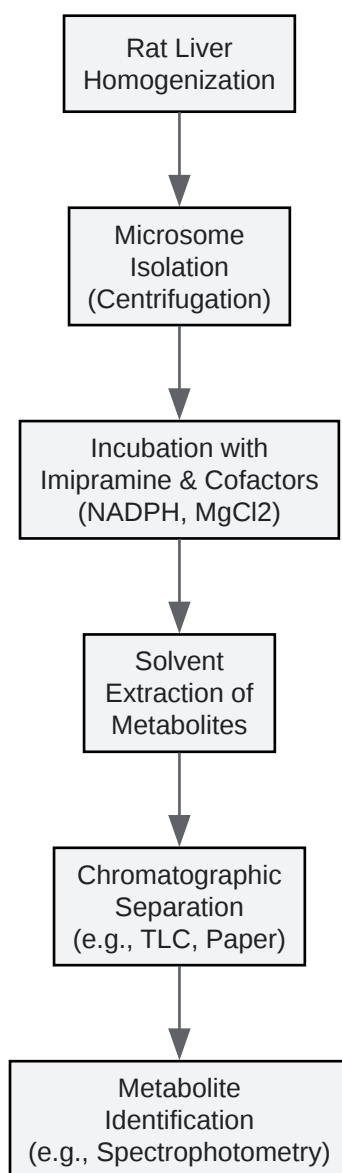 Rat Liver
Homogenization
Microsome
Isolation
(Centrifugation)
Incubation with
Imipramine & Cofactors
(NADPH, MgCl2)
Solvent
Extraction of
Metabolites
Chromatographic
Separation
(e.g., TLC, Paper)
Metabolite
Identification
(e.g., Spectrophotometry)